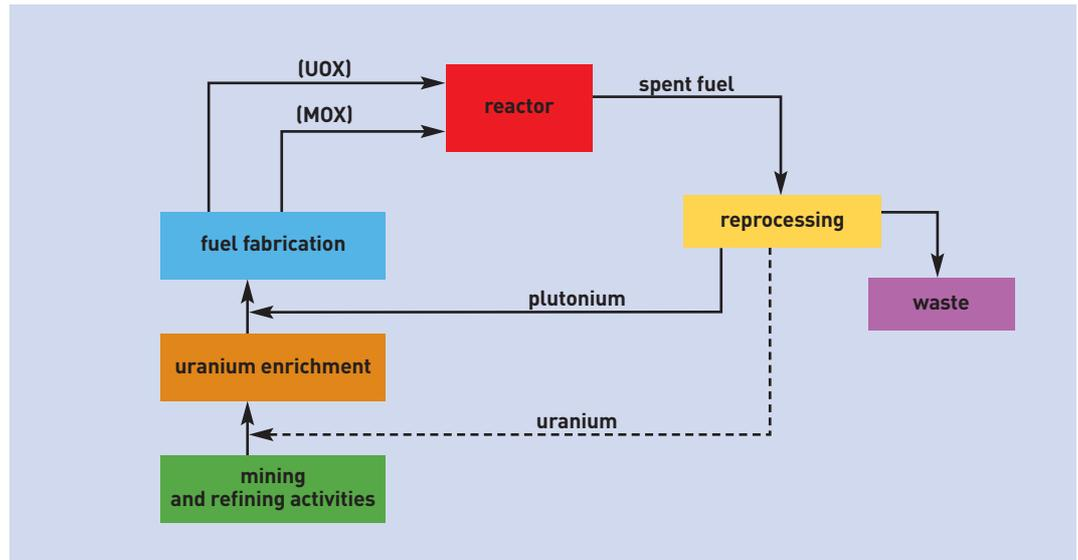 (UOX)
(MOX)
reactor
spent fuel
reprocessing
fuel fabrication
plutonium
waste
uranium enrichment
uranium
mining
and refining activities